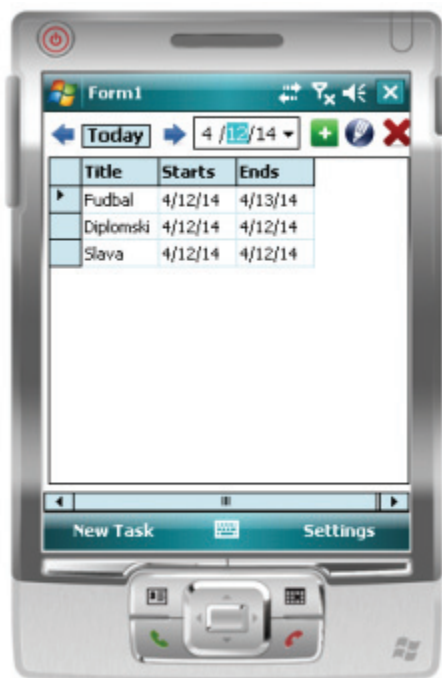 Form1
Today 4 /12/14
Title Starts Ends
Fudbal 4/12/14 4/13/14
Diplomski 4/12/14 4/12/14
Slava 4/12/14 4/12/14
New Task Settings